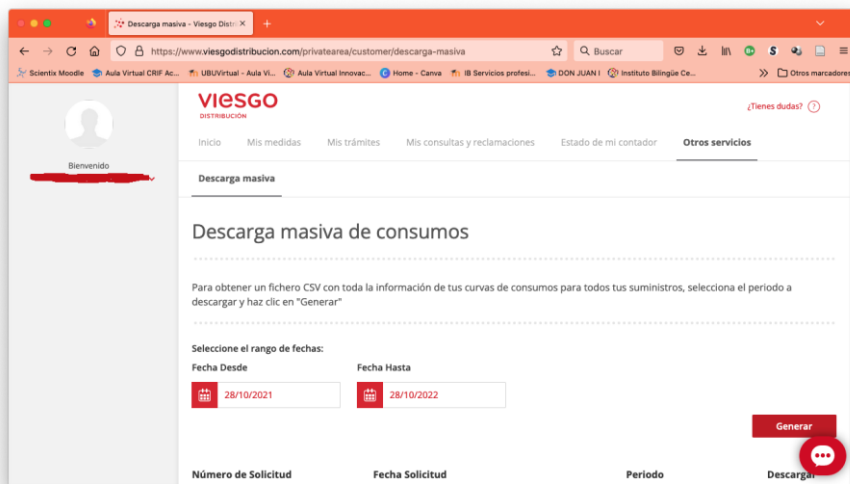 Descarga masiva – Viesgo Distri
https://www.viesgodistribucion.com/privatearea/customer/descarga-masiva
Buscar
Scientix Moodle
Aula Virtual CRIF Ac...
UBUVirtual - Aula Vi...
Aula Virtual Innovac...
Home - Canva
IB Servicios profesi...
DON JUAN I
Instituto Bilingüe Ce...
Otros marcadores
VIESGO
DISTRIBUCIÓN
¿Tienes dudas? ?
Inicio
Mis medidas
Mis trámites
Mis consultas y reclamaciones
Estado de mi contador
Otros servicios
Bienvenido
Descarga masiva
Descarga masiva de consumos
Para obtener un fichero CSV con toda la información de tus curvas de consumos para todos tus suministros, selecciona el periodo a
descargar y haz clic en "Generar"
Seleccione el rango de fechas:
Fecha Desde
Fecha Hasta
28/10/2021
28/10/2022
Generar
Número de Solicitud
Fecha Solicitud
Periodo
Descargar